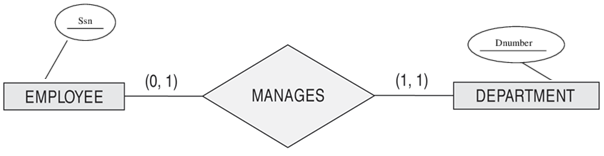 Ssn
Dnumber
EMPLOYEE
(0, 1)
MANAGES
(1, 1)
DEPARTMENT